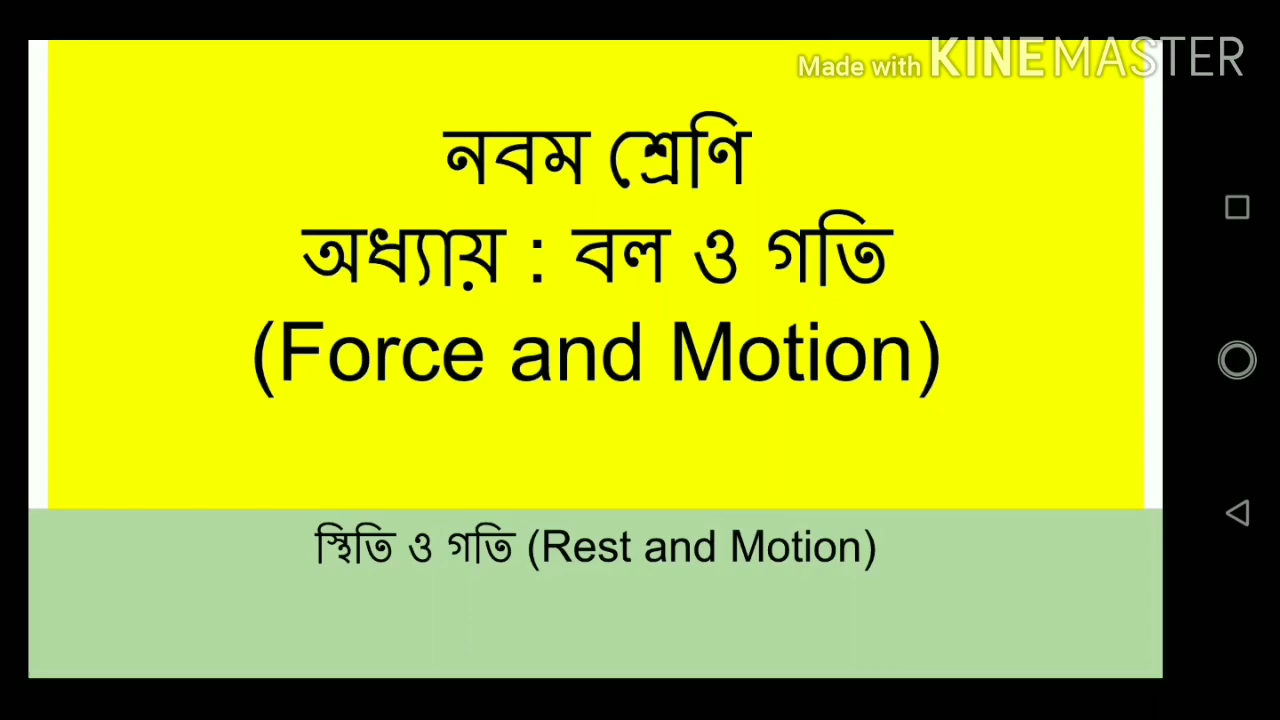 Made with KINEMASTER
নবম শ্রেণি
অধ্যায় : বল ও গতি
(Force and Motion)
স্থিতি ও গতি (Rest and Motion)